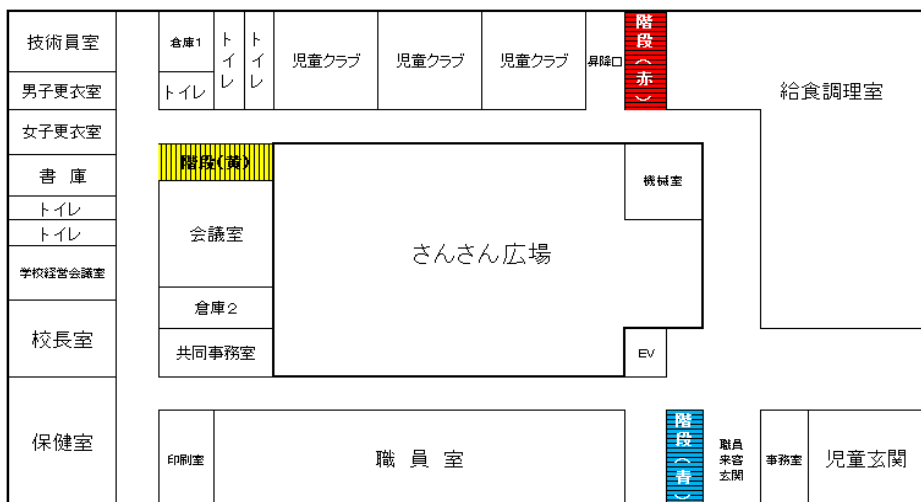 技術員室
倉庫1
トイレ
トイレ
トイレ
児童クラブ
児童クラブ
児童クラブ
昇降口
階段(赤)
給食調理室
男子更衣室
女子更衣室
階段(黄)
書 庫
機械室
トイレ
トイレ
会議室
さんさん広場
学校経営会議室
倉庫2
校長室
共同事務室
EV
保健室
印刷室
職 員 室
階段(青)
職員
来客
玄関
事務室
児童玄関